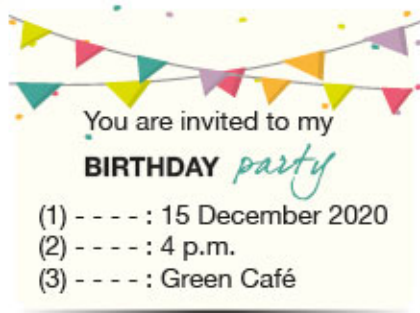 You are invited to my
BIRTHDAY party
(1) - - - - : 15 December 2020
(2) - - - - : 4 p.m.
(3) - - - - : Green Café